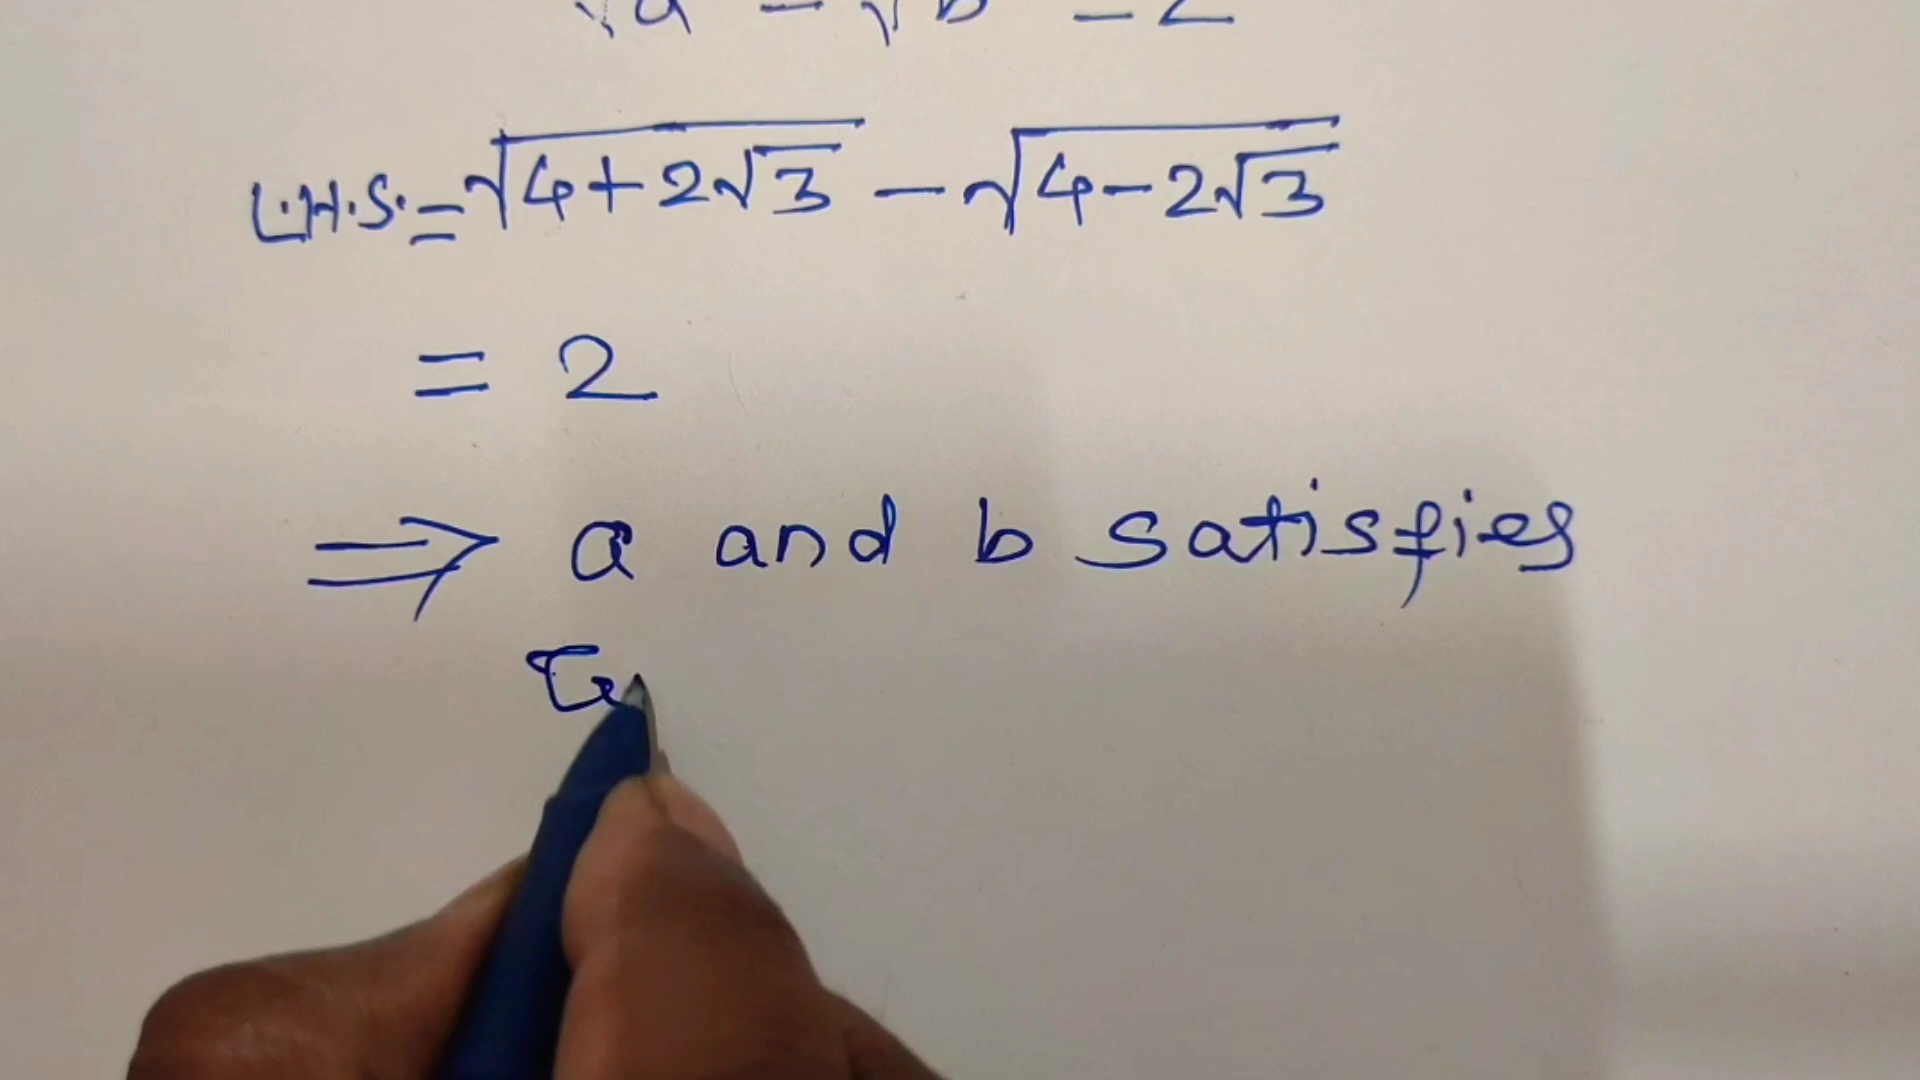 L.H.S. = √(4+2√3) - √(4-2√3)
= 2
⇒ a and b satisfies